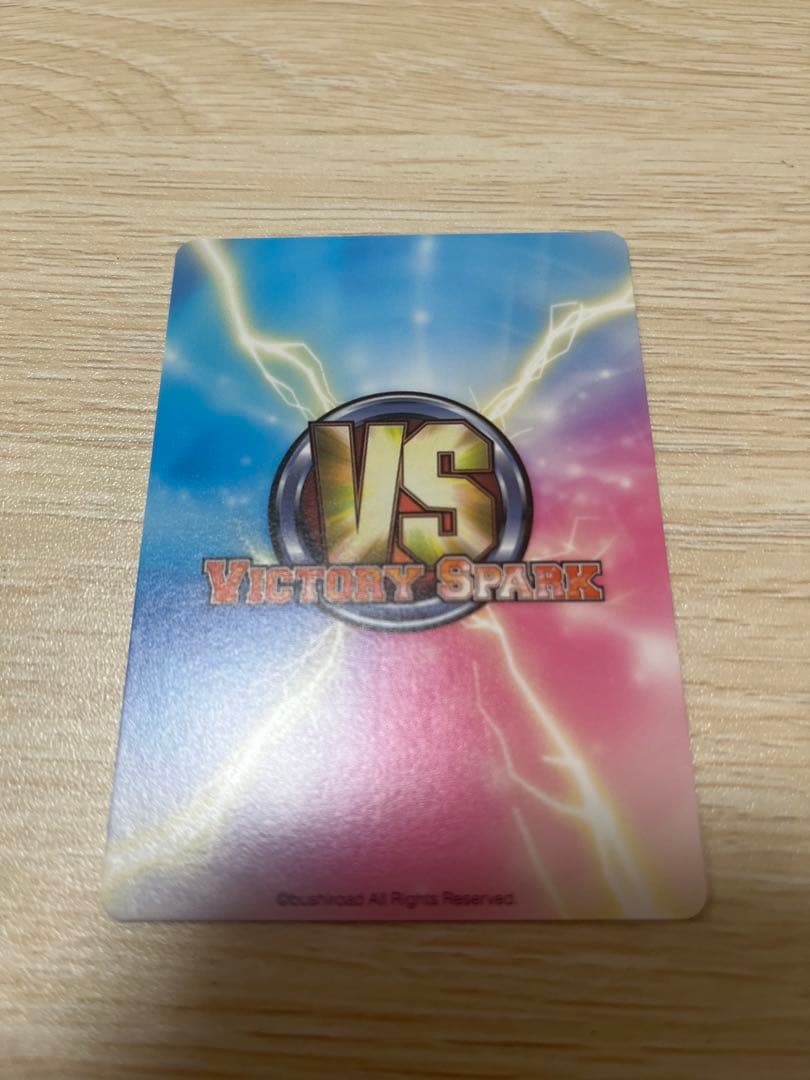 VS
VICTORY SPARK
©bushiroad All Rights Reserved.